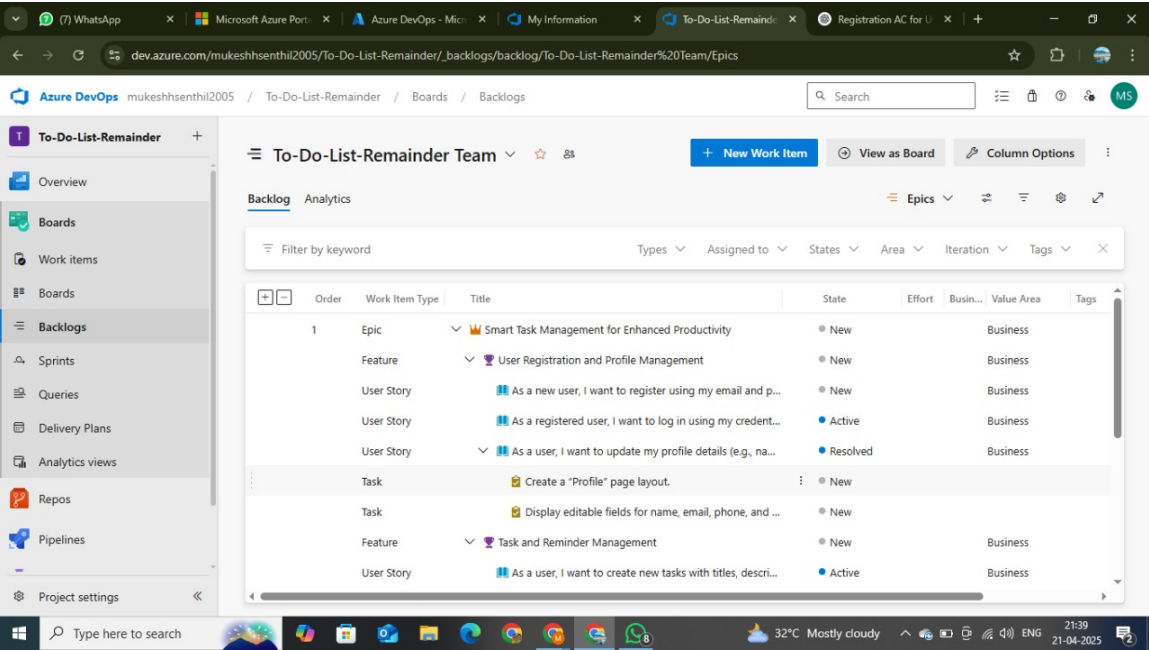 (7) WhatsApp
Microsoft Azure Porta
Azure DevOps - Micr
My Information
To-Do-List-Remainde
Registration AC for U
dev.azure.com/mukeshhsenthil2005/To-Do-List-Remainder/_backlogs/backlog/To-Do-List-Remainder%20Team/Epics
Azure DevOps mukeshhsenthil2005 / To-Do-List-Remainder / Boards / Backlogs
Search
MS
T To-Do-List-Remainder +
To-Do-List-Remainder Team
+ New Work Item
View as Board
Column Options
Overview
Backlog Analytics
Epics
Boards
Filter by keyword
Types Assigned to States Area Iteration Tags
Work items
Boards
Backlogs
Sprints
Queries
Delivery Plans
Analytics views
Repos
Pipelines
Project settings
Order Work Item Type Title State Effort Busin... Value Area Tags
1 Epic Smart Task Management for Enhanced Productivity New Business
Feature User Registration and Profile Management New Business
User Story As a new user, I want to register using my email and p... New Business
User Story As a registered user, I want to log in using my credent... Active Business
User Story As a user, I want to update my profile details (e.g., na... Resolved Business
Task Create a “Profile” page layout. New
Task Display editable fields for name, email, phone, and ... New
Feature Task and Reminder Management New Business
User Story As a user, I want to create new tasks with titles, descri... Active Business
Type here to search
8
32°C Mostly cloudy
ENG
21:39
21-04-2025
2